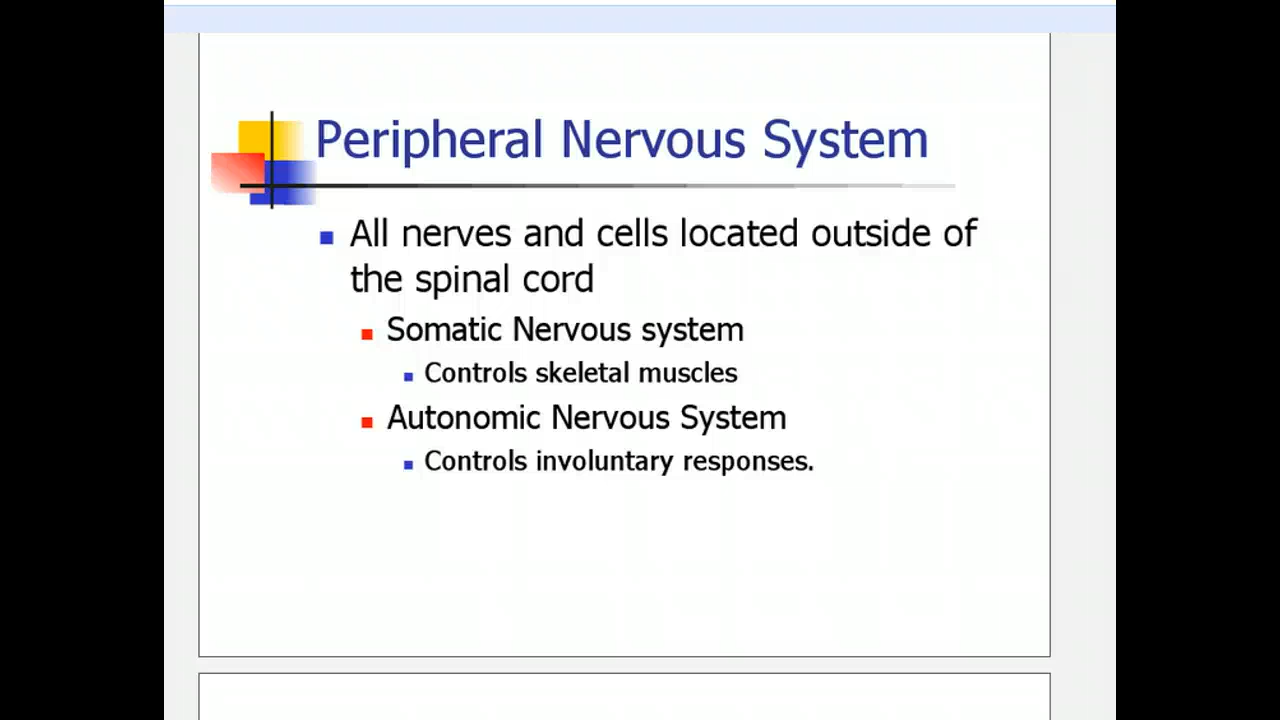 Peripheral Nervous System
All nerves and cells located outside of
the spinal cord
Somatic Nervous system
Controls skeletal muscles
Autonomic Nervous System
Controls involuntary responses.